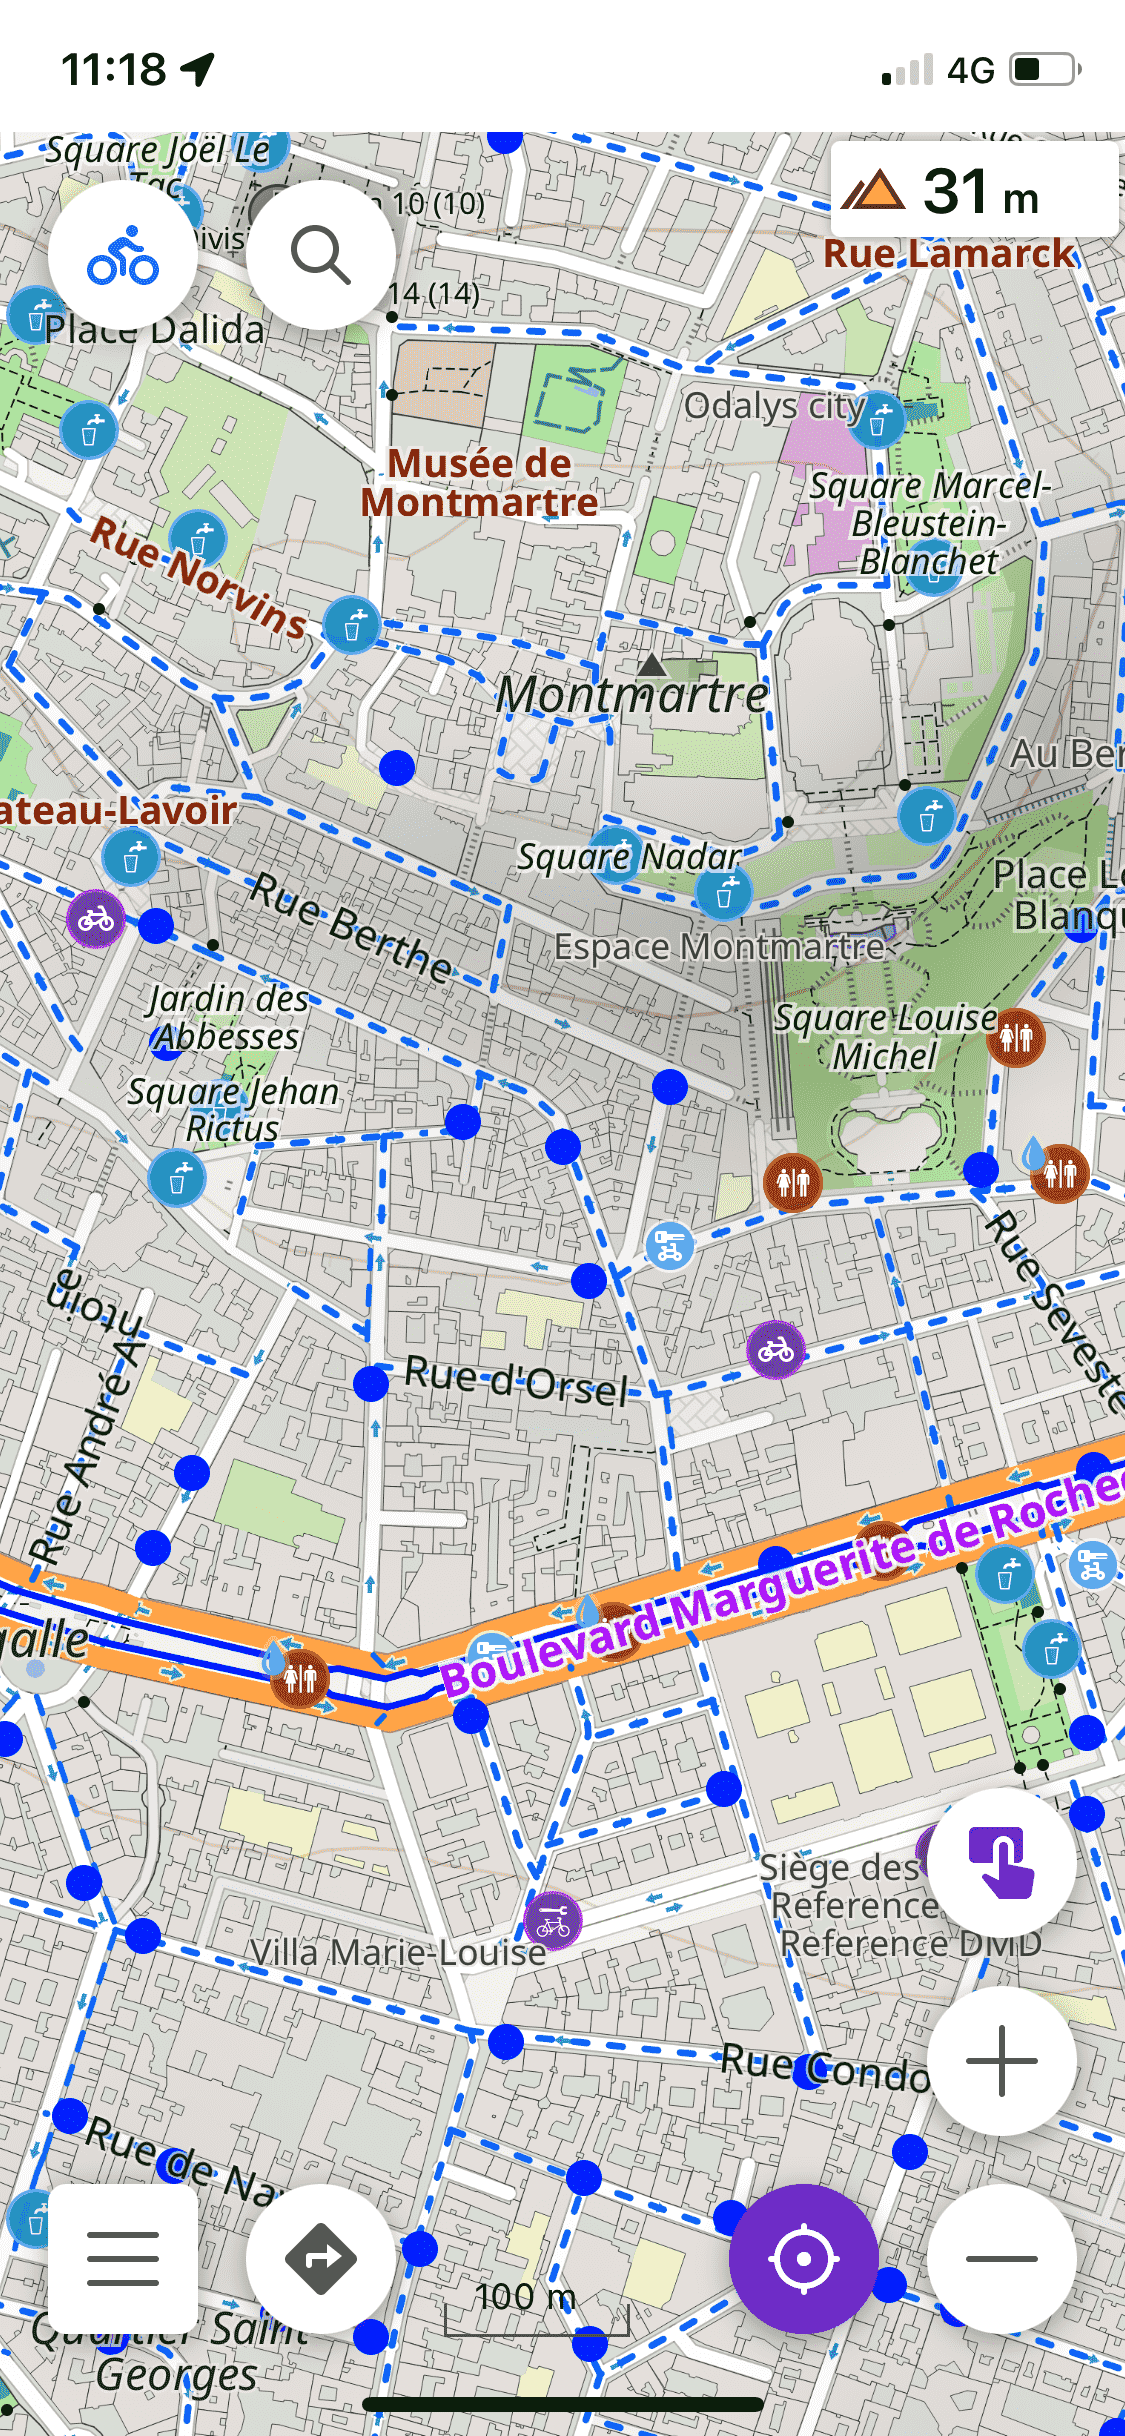 11:18
4G
Square Joël Le
Tac
10 (10)
31 m
Rue Lamarck
14 (14)
Place Dalida
Odalys city
Musée de
Montmartre
Square Marcel-
Bleustein-
Blanchet
Rue Norvins
Montmartre
Au Ber
ateau-Lavoir
Square Nadar
Rue Berthe
Place L
Blanqu
Espace Montmartre
Jardin des
Abbesses
Square Louise
Michel
Square Jehan
Rictus
Rue Seveste
Rue André Antoine
Rue d'Orsel
Boulevard Marguerite de Roche
galle
Siège des
Reference
Reference DMD
Villa Marie-Louise
Rue Condo
Rue de Na
100 m
Quartier Saint
Georges